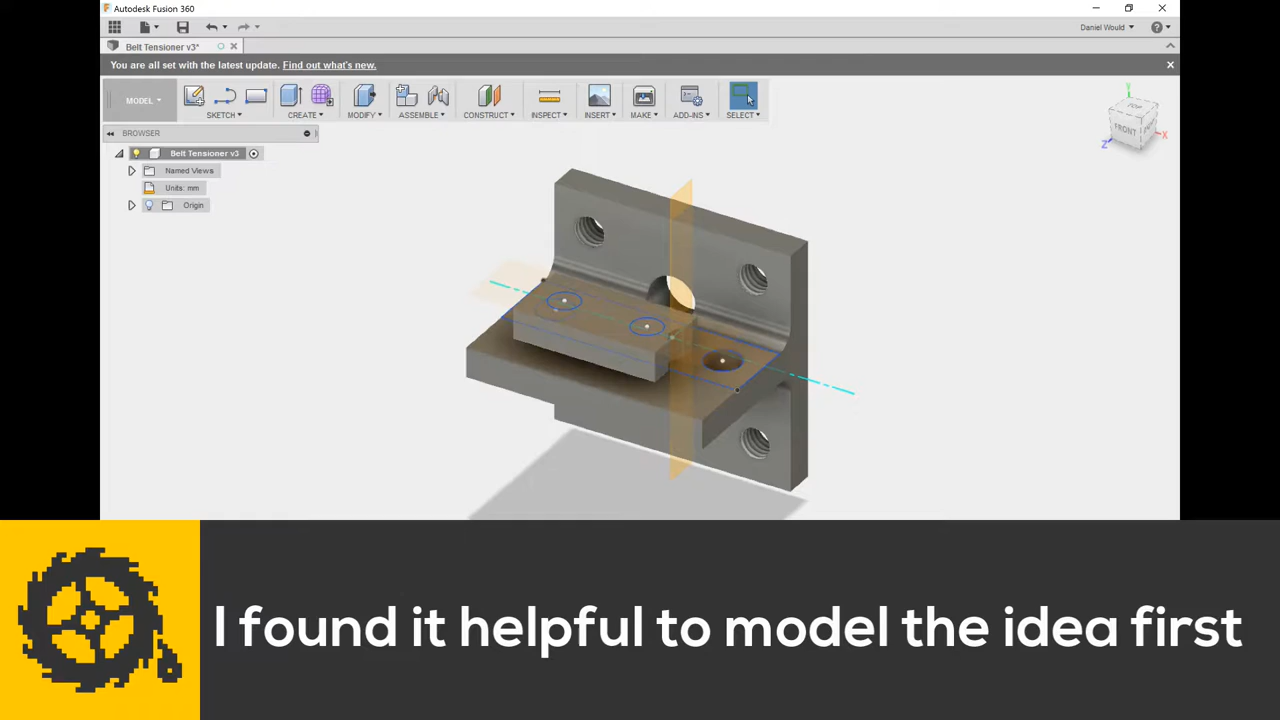 Autodesk Fusion 360
Daniel Would
Belt Tensioner v3*
You are all set with the latest update. Find out what's new.
MODEL
SKETCH
CREATE
MODIFY
ASSEMBLE
CONSTRUCT
INSPECT
INSERT
MAKE
ADD-INS
SELECT
BROWSER
Belt Tensioner v3
Named Views
Units: mm
Origin
TOP
FRONT
X
Y
Z
I found it helpful to model the idea first